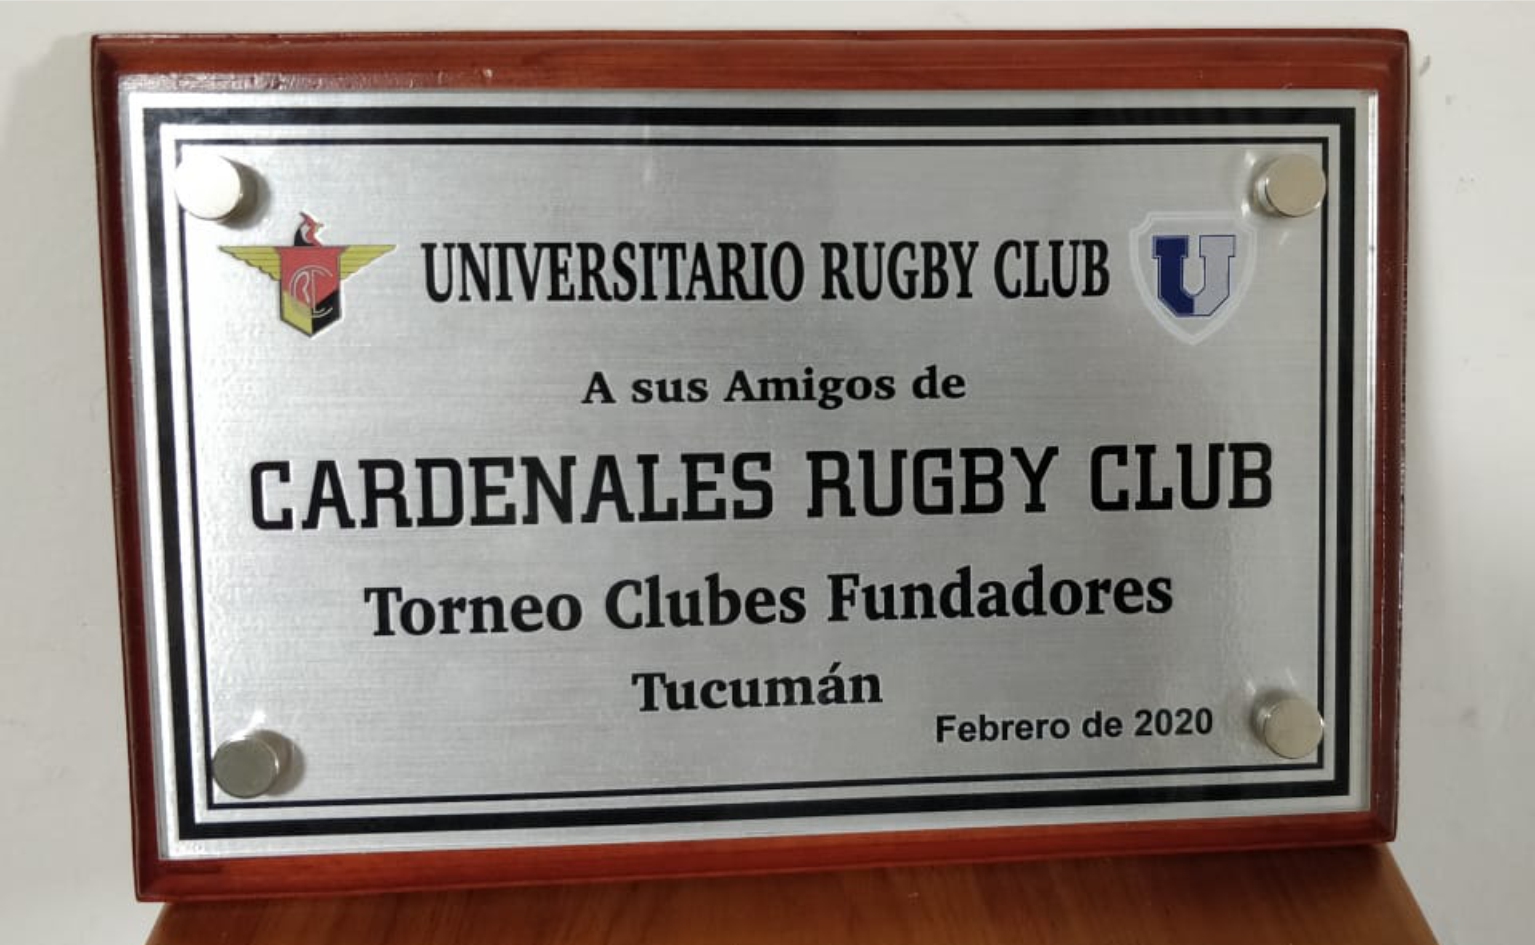 UNIVERSITARIO RUGBY CLUB
A sus Amigos de
CARDENALES RUGBY CLUB
Torneo Clubes Fundadores
Tucumán
Febrero de 2020